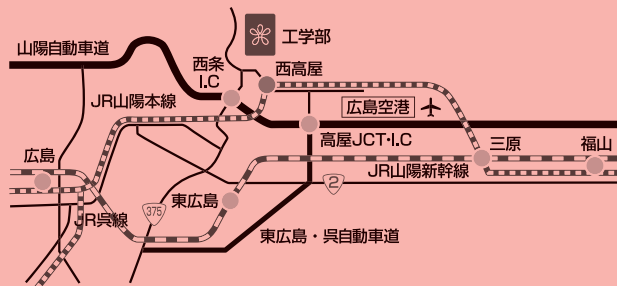 工学部
山陽自動車道
西条
I.C
西高屋
JR山陽本線
広島空港
高屋JCT・I.C
三原
福山
広島
JR山陽新幹線
2
東広島
375
JR呉線
東広島・呉自動車道